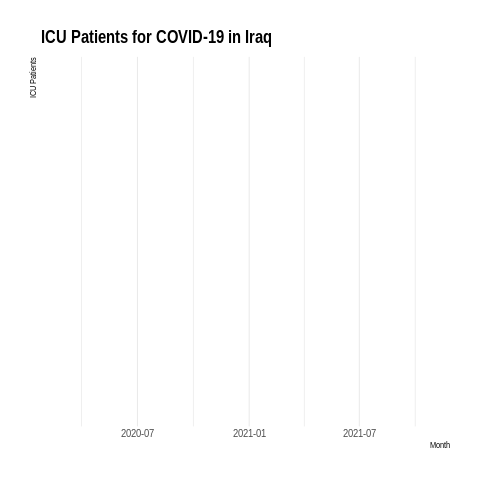 ICU Patients for COVID-19 in Iraq
ICU Patients
2020-07
2021-01
2021-07
Month